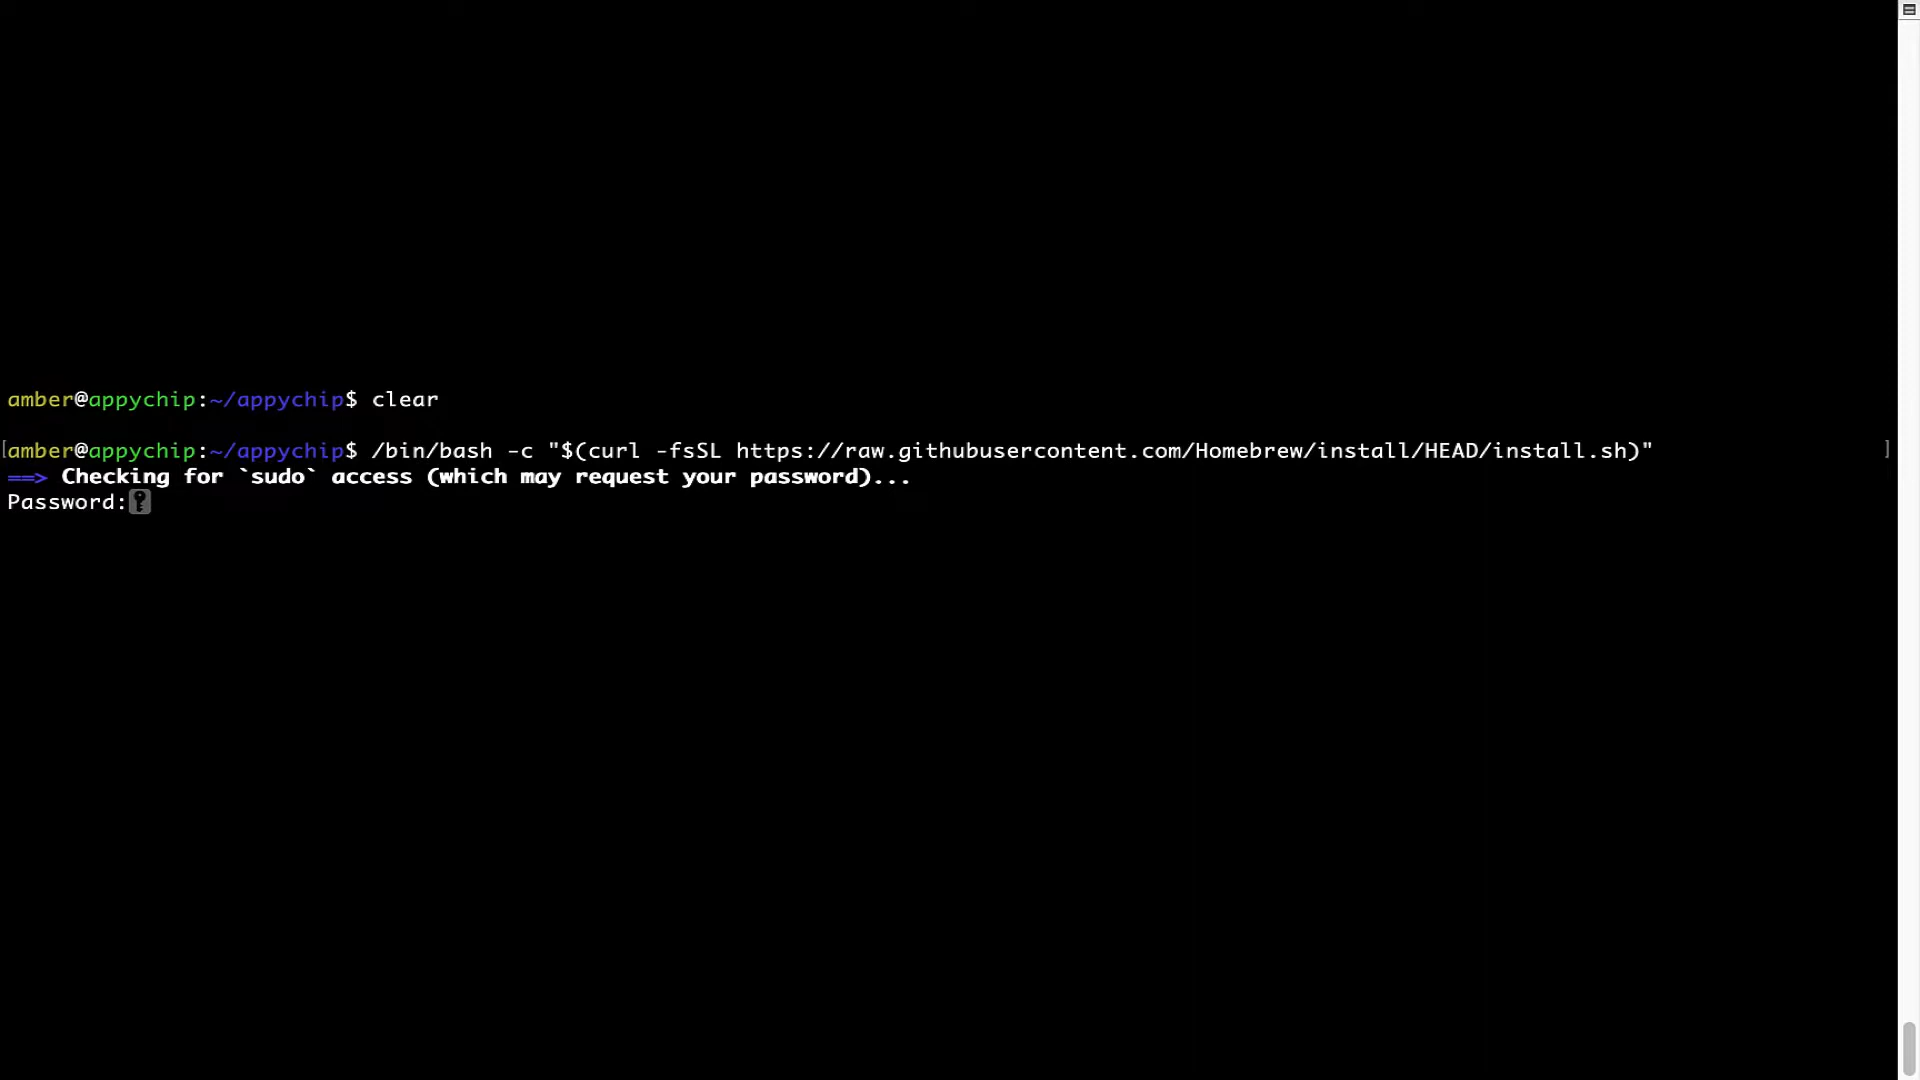 amber@appychip:~/appychip$ clear
[amber@appychip:~/appychip$ /bin/bash -c "$(curl -fsSL https://raw.githubusercontent.com/Homebrew/install/HEAD/install.sh)" ]
==> Checking for `sudo` access (which may request your password)...
Password: